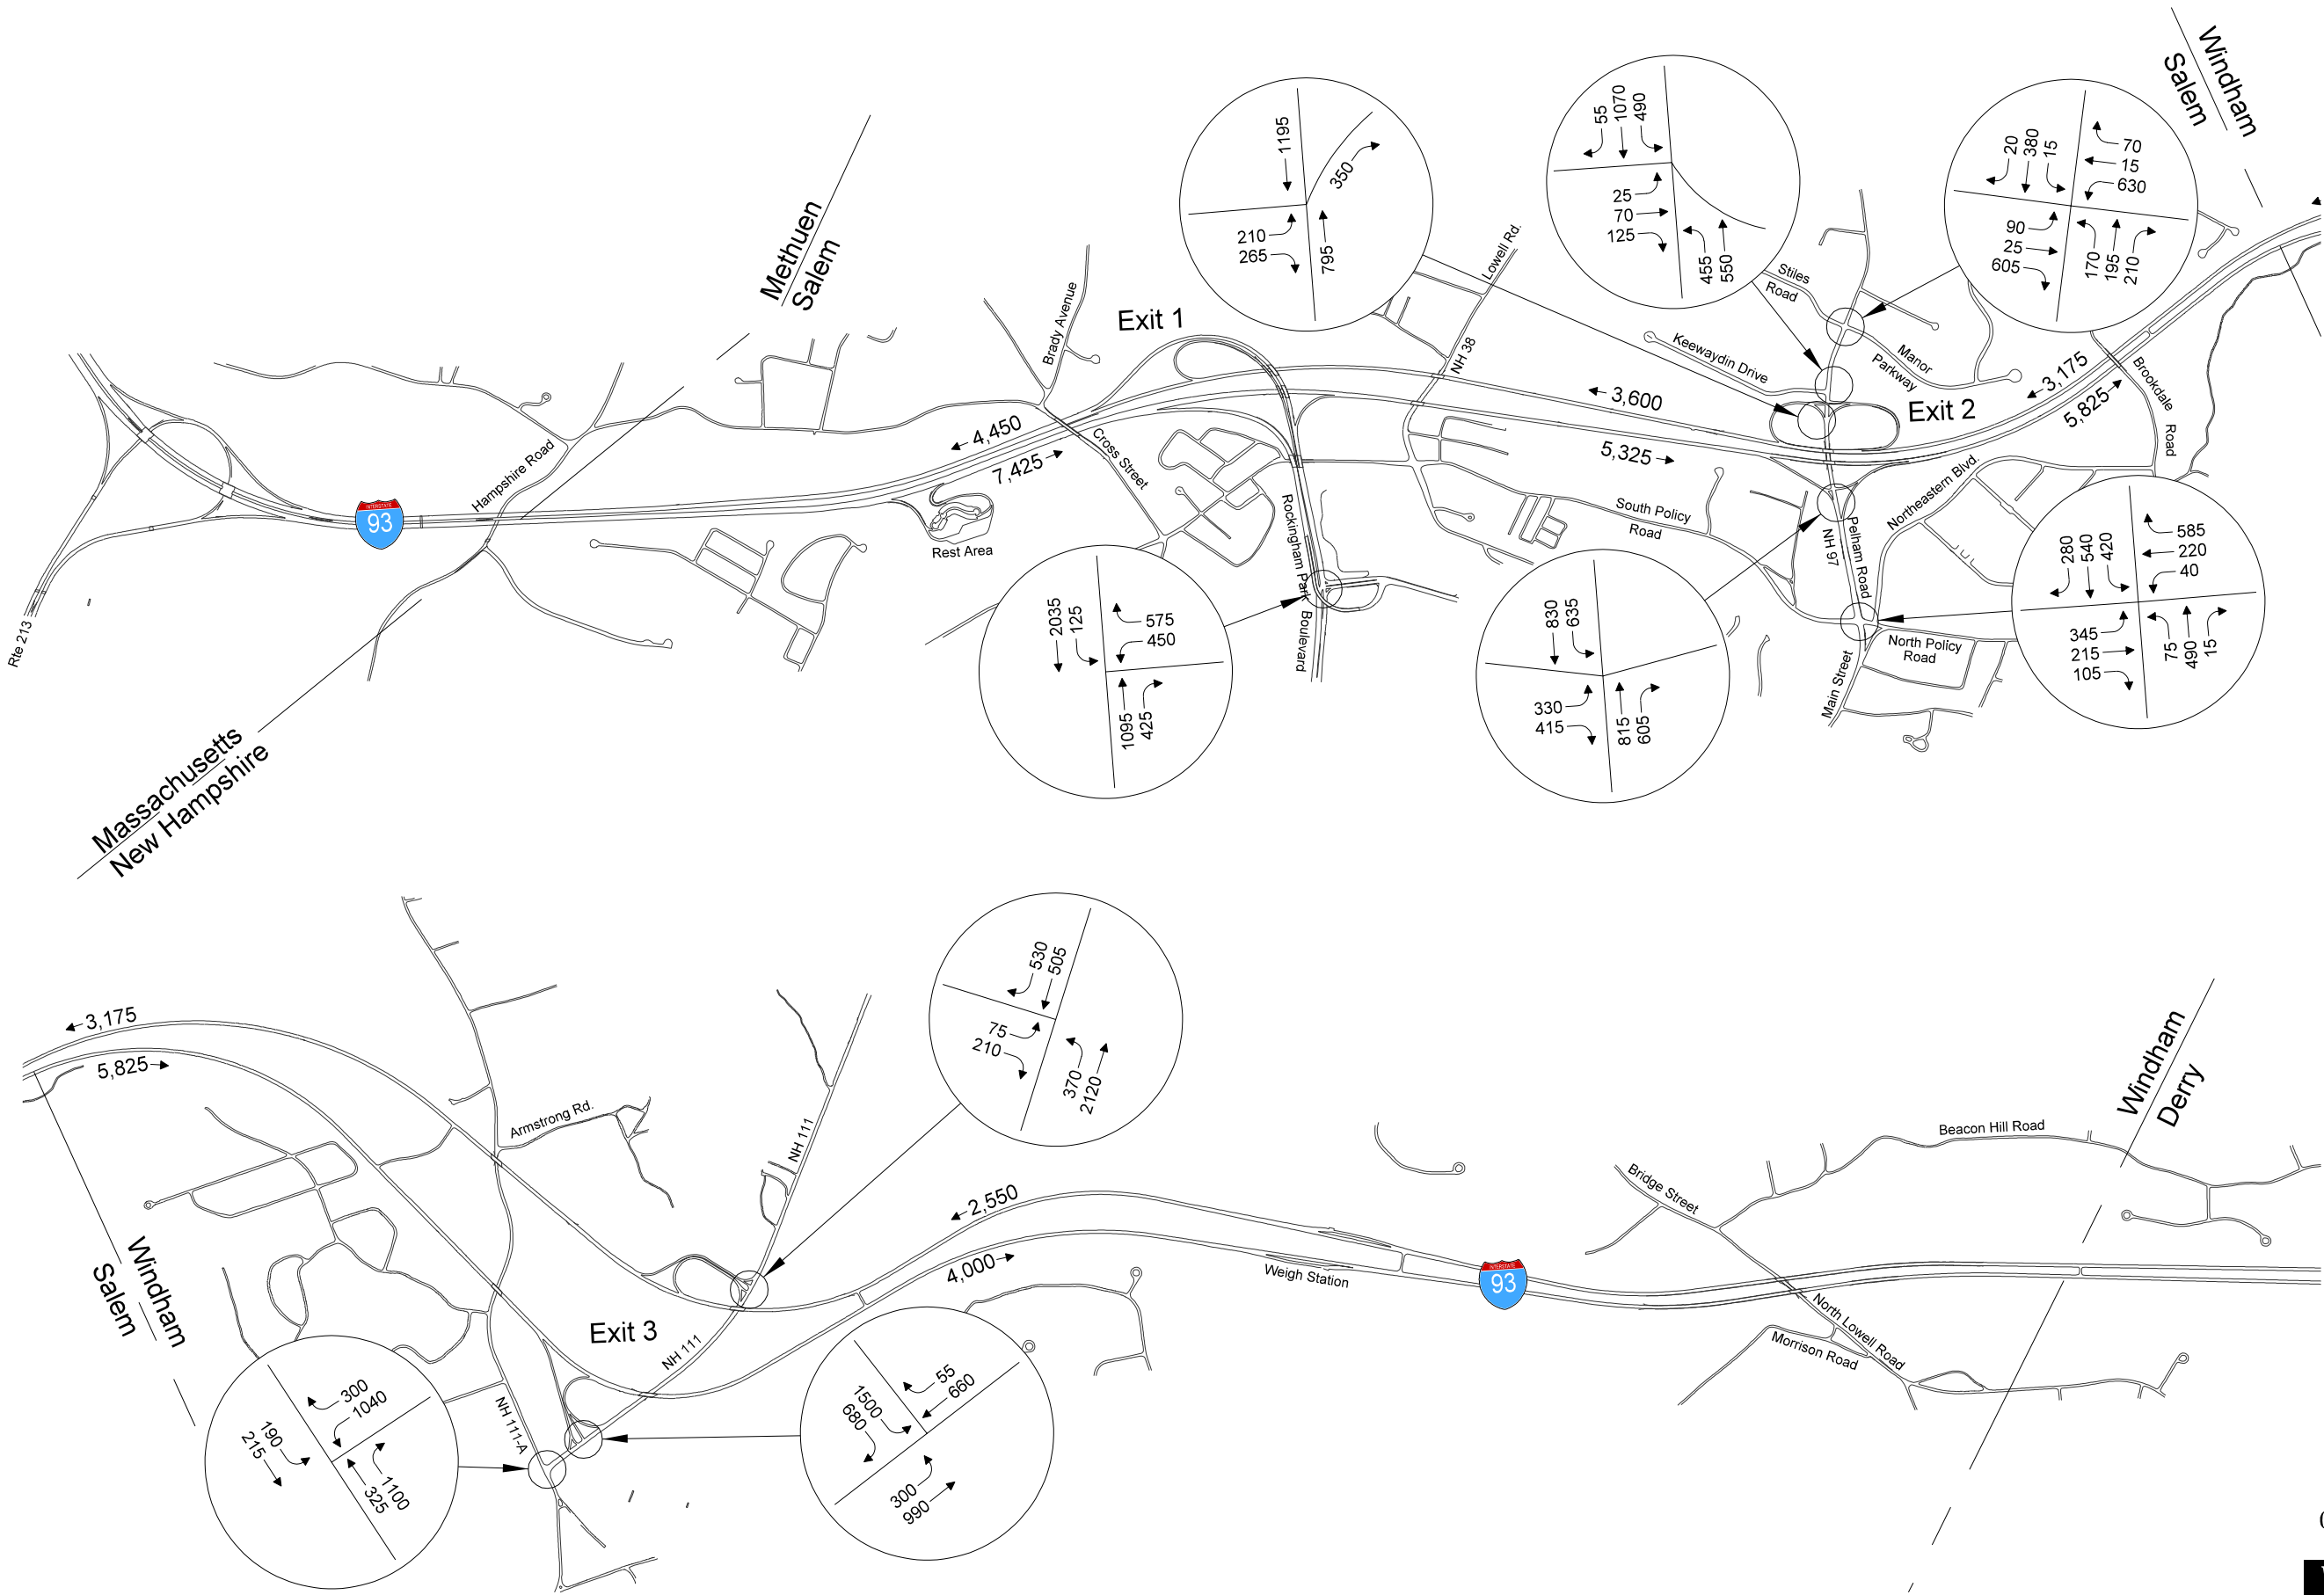 Windham
Salem
Methuen
Salem
1195
350
210
265
795
55
1070
490
25
70
125
455
550
20
380
15
70
15
630
90
25
605
170
195
210
Lowell Rd.
Stiles
Road
Brady Avenue
Exit 1
NH 38
Keewaydin Drive
Manor
Parkway
3,175
5,825
Brookdale
Road
3,600
Exit 2
4,450
7,425
Cross Street
5,325
Hampshire Road
INTERSTATE
93
Rest Area
Rockingham Park Boulevard
South Policy
Road
NH 97
Pelham Road
Northeastern Blvd.
Rte 213
North Policy
Road
Main Street
2035
125
575
450
1095
425
830
635
330
415
815
605
280
540
420
585
220
40
345
215
105
75
490
15
Massachusetts
New Hampshire
530
505
75
210
370
2120
3,175
5,825
Armstrong Rd.
NH 111
Windham
Derry
Beacon Hill Road
Bridge Street
2,550
4,000
Weigh Station
INTERSTATE
93
North Lowell Road
Morrison Road
Windham
Salem
Exit 3
NH 111
NH 111-A
300
1040
190
215
1100
325
55
660
1500
680
300
990